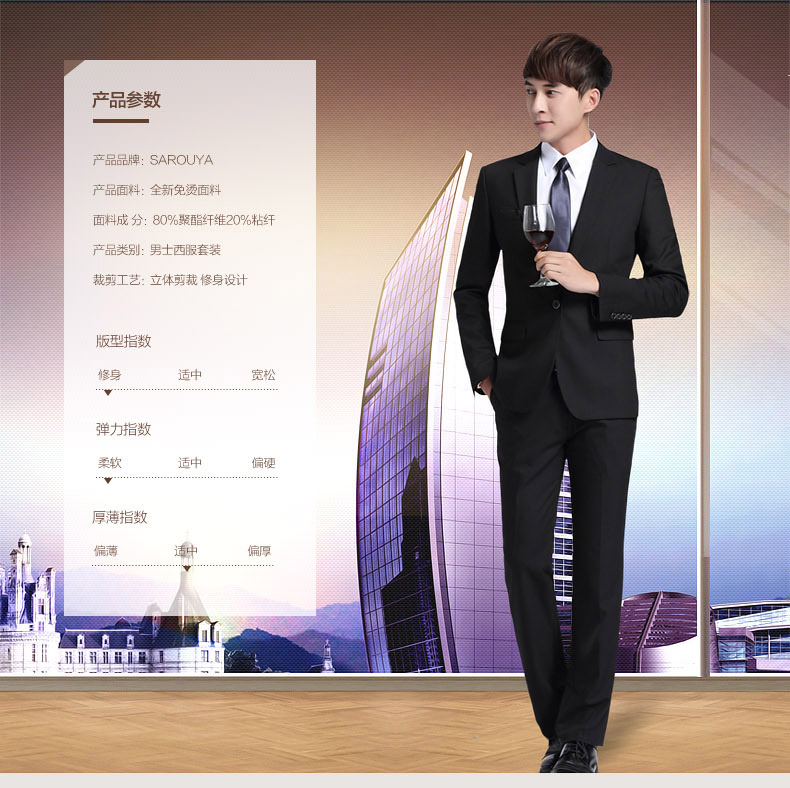 产品参数
产品品牌：SAROUYA
产品面料：全新免烫面料
面料成 分：80%聚酯纤维20%粘纤
产品类别：男士西服套装
裁剪工艺：立体剪裁 修身设计
版型指数
修身 适中 宽松
弹力指数
柔软 适中 偏硬
厚薄指数
偏薄 适中 偏厚